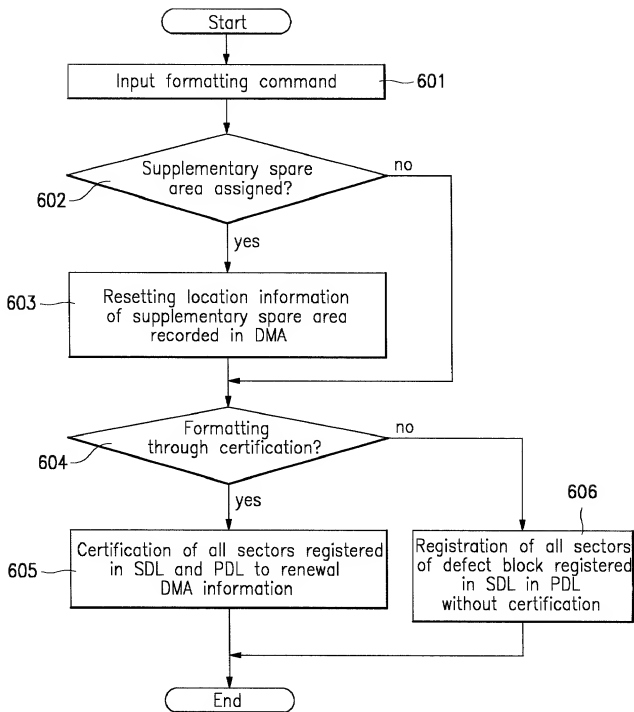 Start
Input formatting command
601
Supplementary spare
area assigned?
no
602
yes
603
Resetting location information
of supplementary spare area
recorded in DMA
Formatting
through certification?
no
604
yes
606
605
Certification of all sectors registered
in SDL and PDL to renewal
DMA information
Registration of all sectors
of defect block registered
in SDL in PDL
without certification
End